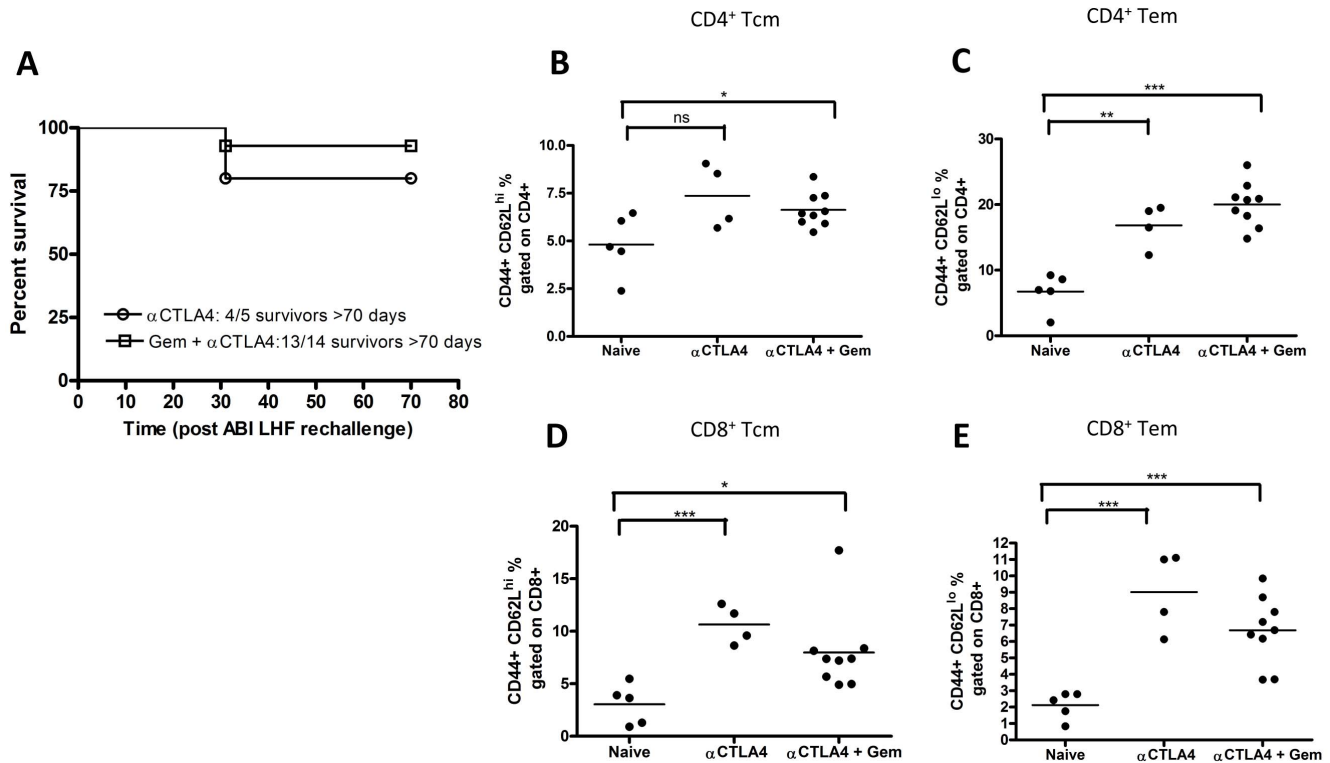 A
100
75
50
25
0
Percent survival
αCTLA4: 4/5 survivors >70 days
Gem + αCTLA4:13/14 survivors >70 days
0 10 20 30 40 50 60 70 80
Time (post ABI LHF rechallenge)
CD4⁺ Tcm
B
*
ns
10.0
7.5
5.0
2.5
0.0
CD44+ CD62Lʰⁱ %
gated on CD4+
Naive αCTLA4 αCTLA4 + Gem
CD4⁺ Tem
C
***
**
30
20
10
0
CD44+ CD62Lˡᵒ %
gated on CD4+
Naive αCTLA4 αCTLA4 + Gem
CD8⁺ Tcm
D
*
***
20
15
10
5
0
CD44+ CD62Lʰⁱ %
gated on CD8+
Naive αCTLA4 αCTLA4 + Gem
CD8⁺ Tem
E
***
***
12
11
10
9
8
7
6
5
4
3
2
1
0
CD44+ CD62Lˡᵒ %
gated on CD8+
Naive αCTLA4 αCTLA4 + Gem